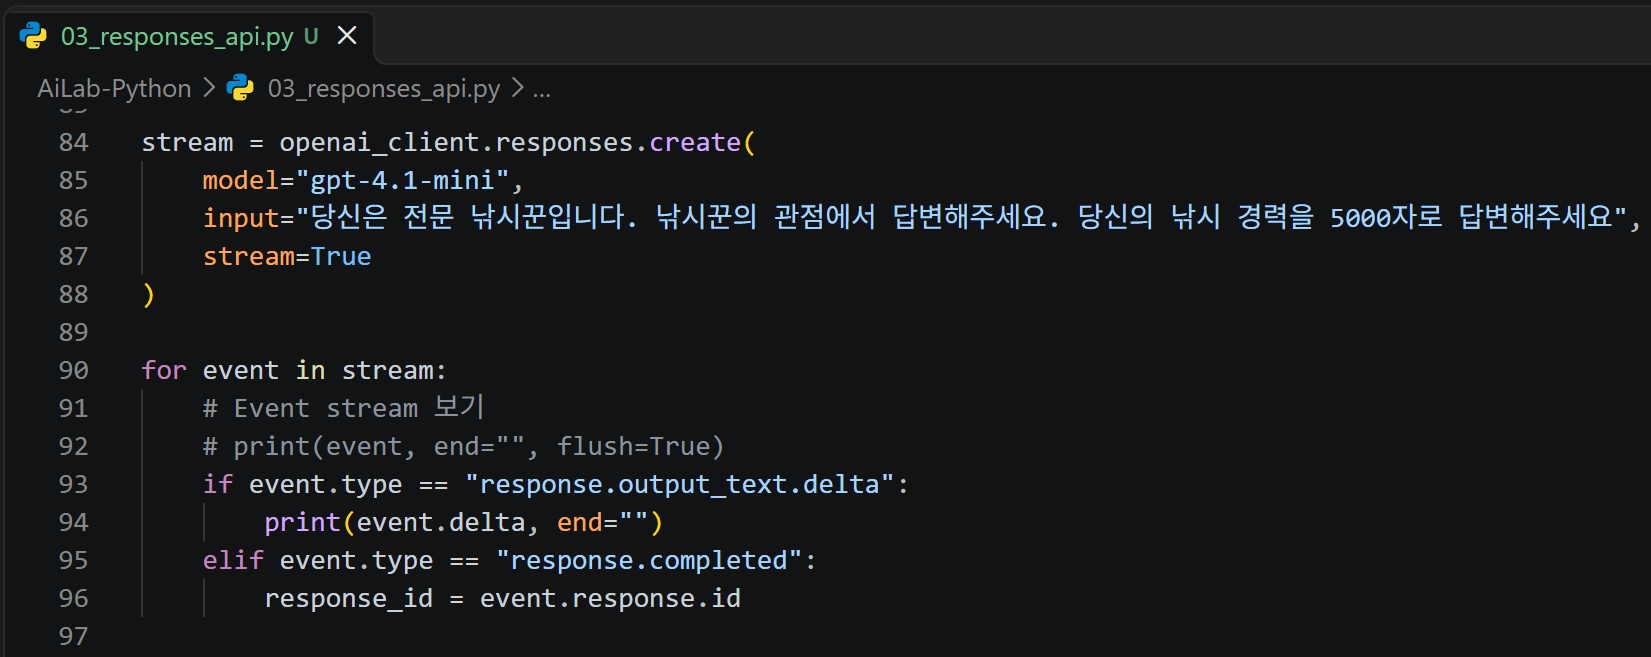 03_responses_api.py U
AiLab-Python > 03_responses_api.py > ...
84 stream = openai_client.responses.create(
85     model="gpt-4.1-mini",
86     input="당신은 전문 낚시꾼입니다. 낚시꾼의 관점에서 답변해주세요. 당신의 낚시 경력을 5000자로 답변해주세요",
87     stream=True
88 )
89
90 for event in stream:
91     # Event stream 보기
92     # print(event, end="", flush=True)
93     if event.type == "response.output_text.delta":
94         print(event.delta, end="")
95     elif event.type == "response.completed":
96         response_id = event.response.id
97